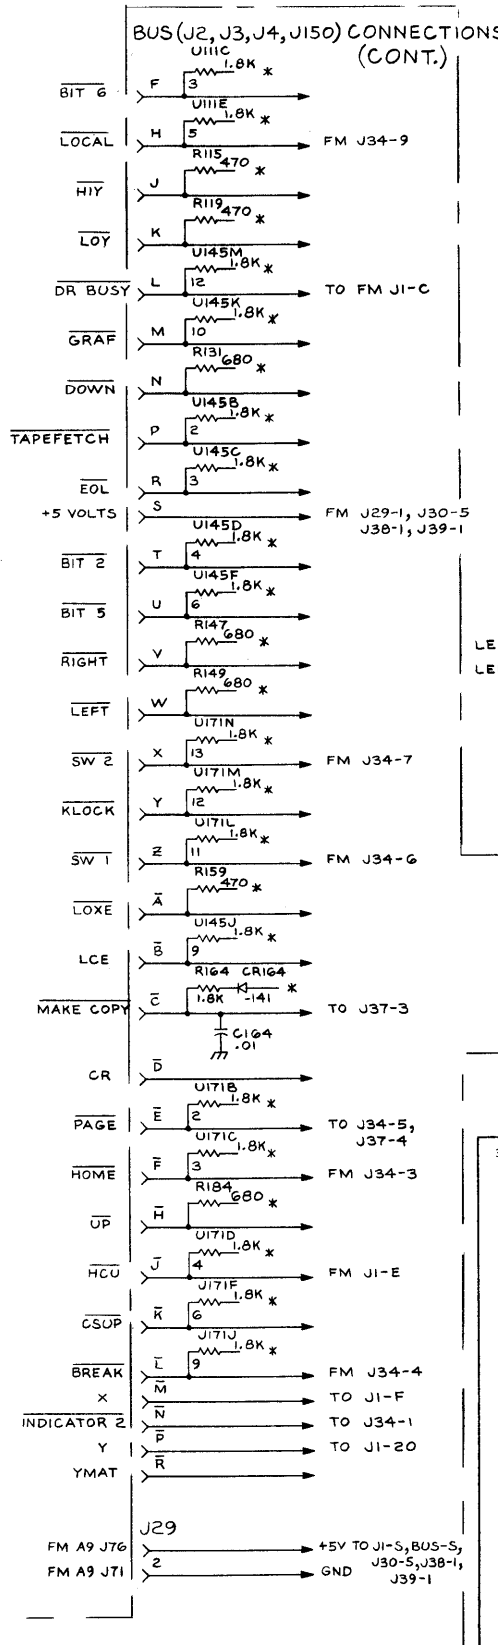 BUS (J2, J3, J4, J150) CONNECTIONS
(CONT.)
U111C
1.8K *
BIT 6 F 3
U111E
1.8K *
LOCAL H 5 FM J34-9
R115
470 *
HIY J
R119
470 *
LOY K
U145M
1.8K *
DR BUSY L 12 TO FM J1-C
U145K
1.8K *
GRAF M 10
R131
680 *
DOWN N
U145B
1.8K *
TAPEFETCH P 2
U145C
1.8K *
EOL R 3
+5 VOLTS S FM J29-1, J30-5
J38-1, J39-1
U145D
1.8K *
BIT 2 T 4
U145F
1.8K *
BIT 5 U 6
R147
680 *
LE
RIGHT V
LE
R149
680 *
LEFT W
U171N
1.8K *
SW 2 X 13 FM J34-7
U171M
1.8K *
KLOCK Y 12
U171L
1.8K *
SW 1 Z 11 FM J34-6
R159
470 *
LOXE A
U145J
1.8K *
LCE B 9
R164 CR164
1.8K -141 *
MAKE COPY C TO J37-3
C164
.01
CR D
U171B
1.8K *
PAGE E 2 TO J34-5,
J37-4
U171C
1.8K *
HOME F 3 FM J34-3
R184
680 *
UP H
U171D
1.8K *
HCU J 4 FM J1-E
J171F
1.8K *
CSUP K 6
J171J
1.8K *
BREAK L 9 FM J34-4
X M TO J1-F
INDICATOR 2 N TO J34-1
Y P TO J1-20
YMAT R
J29
FM A9 J76 +5V TO J1-S, BUS-S,
J30-5, J38-1,
J39-1
FM A9 J71 2 GND